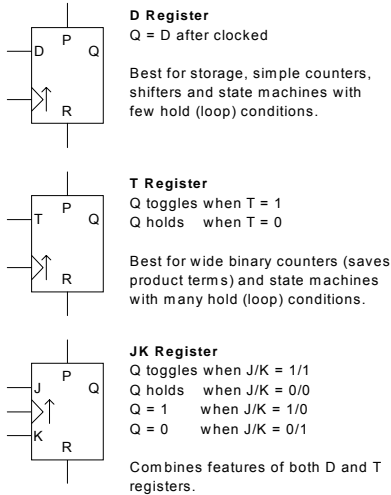 P
D Q
R
D Register
Q = D after clocked
Best for storage, simple counters,
shifters and state machines with
few hold (loop) conditions.
P
T Q
R
T Register
Q toggles when T = 1
Q holds when T = 0
Best for wide binary counters (saves
product terms) and state machines
with many hold (loop) conditions.
P
J Q
K
R
JK Register
Q toggles when J/K = 1/1
Q holds when J/K = 0/0
Q = 1 when J/K = 1/0
Q = 0 when J/K = 0/1
Combines features of both D and T
registers.